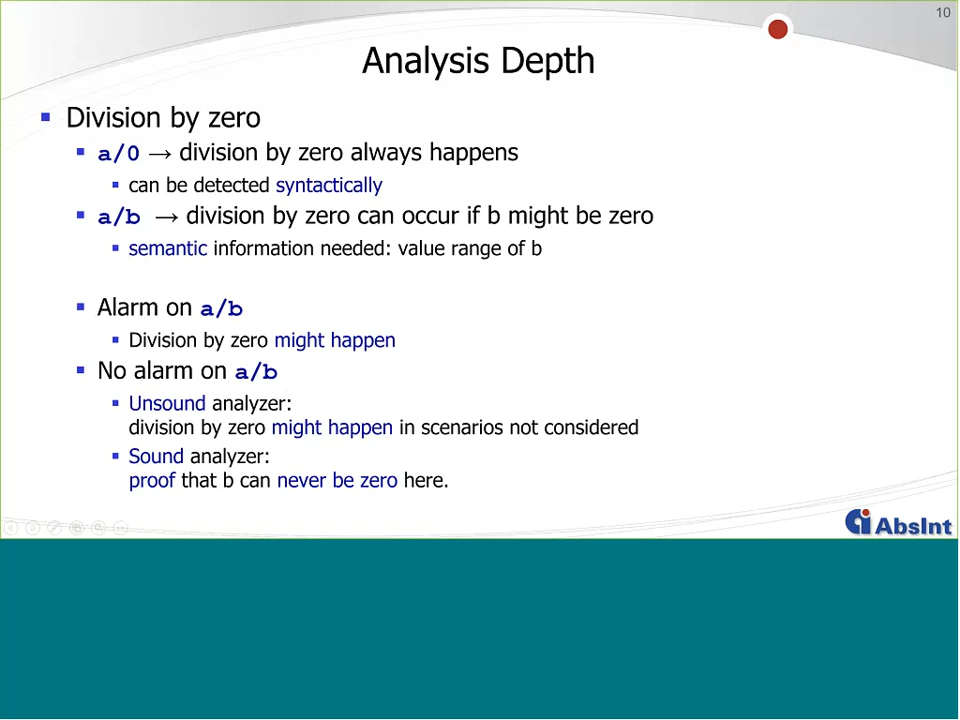 10
Analysis Depth
Division by zero
a/0 → division by zero always happens
can be detected syntactically
a/b → division by zero can occur if b might be zero
semantic information needed: value range of b
Alarm on a/b
Division by zero might happen
No alarm on a/b
Unsound analyzer:
division by zero might happen in scenarios not considered
Sound analyzer:
proof that b can never be zero here.
AbsInt